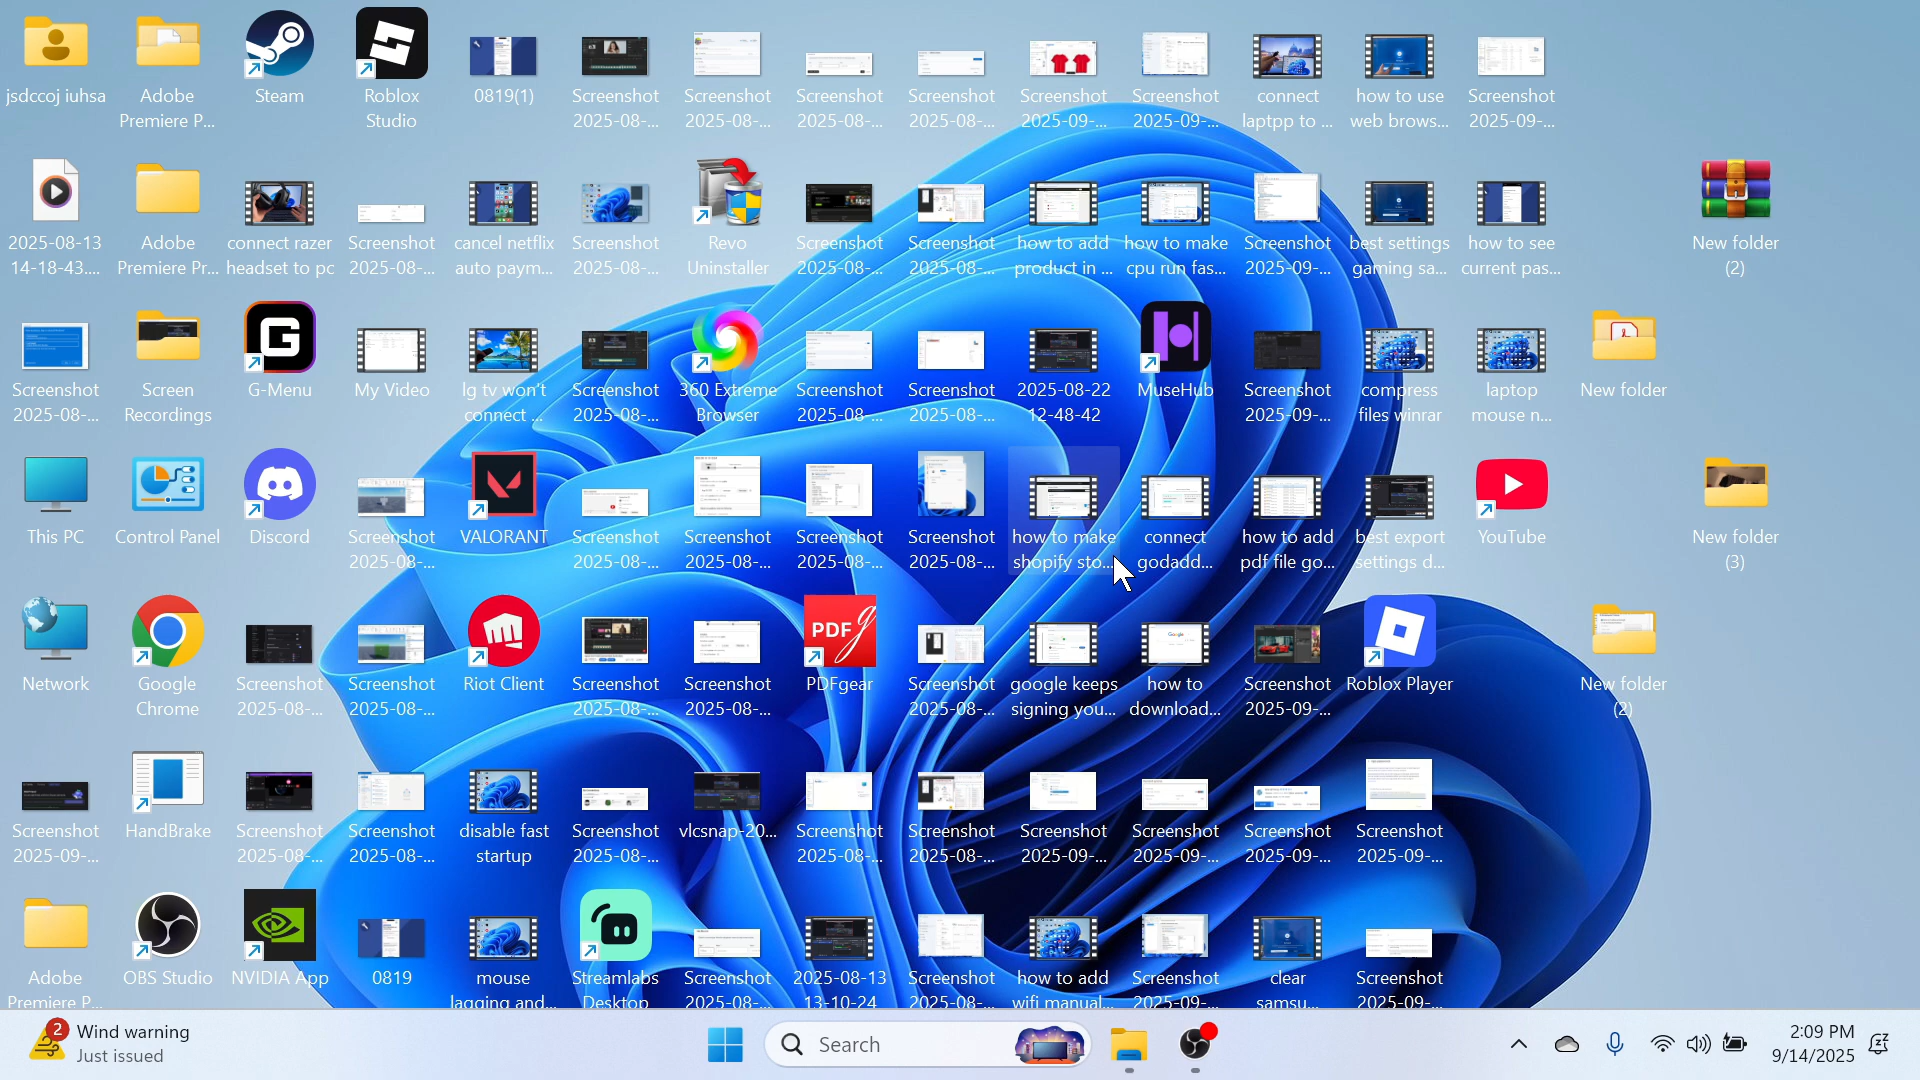 jsdccoj iuhsa
Adobe
Premiere P...
Steam
Roblox
Studio
0819(1)
Screenshot
2025-08-...
Screenshot
2025-08-...
Screenshot
2025-08-...
Screenshot
2025-08-...
Screenshot
2025-09-...
Screenshot
2025-09-...
connect
laptpp to ...
how to use
web brows...
Screenshot
2025-09-...
2025-08-13
14-18-43....
Adobe
Premiere Pr...
connect razer
headset to pc
Screenshot
2025-08-...
cancel netflix
auto paym...
Screenshot
2025-08-...
Revo
Uninstaller
Screenshot
2025-08-...
Screenshot
2025-08-...
how to add
product in ...
how to make
cpu run fas...
Screenshot
2025-09-...
best settings
gaming sa...
how to see
current pas...
New folder
(2)
Screenshot
2025-08-...
Screen
Recordings
G-Menu
My Video
lg tv won't
connect ...
Screenshot
2025-08-...
360 Extreme
Browser
Screenshot
2025-08-...
Screenshot
2025-08-...
2025-08-22
12-48-42
MuseHub
Screenshot
2025-09-...
compress
files winrar
laptop
mouse n...
New folder
This PC
Control Panel
Discord
Screenshot
2025-08-...
VALORANT
Screenshot
2025-08-...
Screenshot
2025-08-...
Screenshot
2025-08-...
Screenshot
2025-08-...
how to make
shopify sto...
connect
godadd...
how to add
pdf file go...
best export
settings d...
YouTube
New folder
(3)
Network
Google
Chrome
Screenshot
2025-08-...
Screenshot
2025-08-...
Riot Client
Screenshot
2025-08-...
Screenshot
2025-08-...
PDF
PDFgear
Screenshot
2025-08-...
google keeps
signing you...
how to
download...
Screenshot
2025-09-...
Roblox Player
New folder
(2)
Screenshot
2025-09-...
HandBrake
Screenshot
2025-08-...
Screenshot
2025-08-...
disable fast
startup
Screenshot
2025-08-...
vlcsnap-20...
Screenshot
2025-08-...
Screenshot
2025-08-...
Screenshot
2025-09-...
Screenshot
2025-09-...
Screenshot
2025-09-...
Screenshot
2025-09-...
Adobe
Premiere P...
OBS Studio
NVIDIA App
0819
mouse
lagging and...
Streamlabs
Desktop
Screenshot
2025-08-...
2025-08-13
13-10-24
Screenshot
2025-08-...
how to add
wifi manual...
Screenshot
2025-09-...
clear
samsu...
Screenshot
2025-09-...
2
Wind warning
Just issued
Search
2:09 PM
9/14/2025